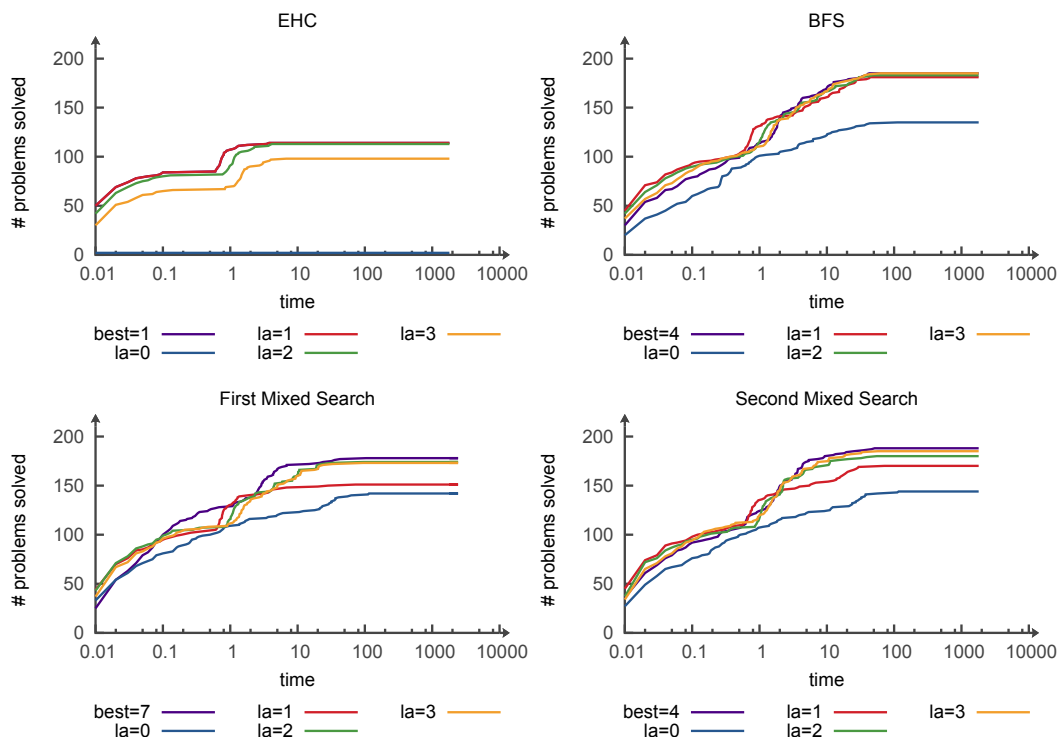 EHC
# problems solved
200
150
100
50
0
0.01 0.1 1 10 100 1000 10000
time
best=1 la=1 la=3
la=0 la=2
BFS
# problems solved
200
150
100
50
0
0.01 0.1 1 10 100 1000 10000
time
best=4 la=1 la=3
la=0 la=2
First Mixed Search
# problems solved
200
150
100
50
0
0.01 0.1 1 10 100 1000 10000
time
best=7 la=1 la=3
la=0 la=2
Second Mixed Search
# problems solved
200
150
100
50
0
0.01 0.1 1 10 100 1000 10000
time
best=4 la=1 la=3
la=0 la=2